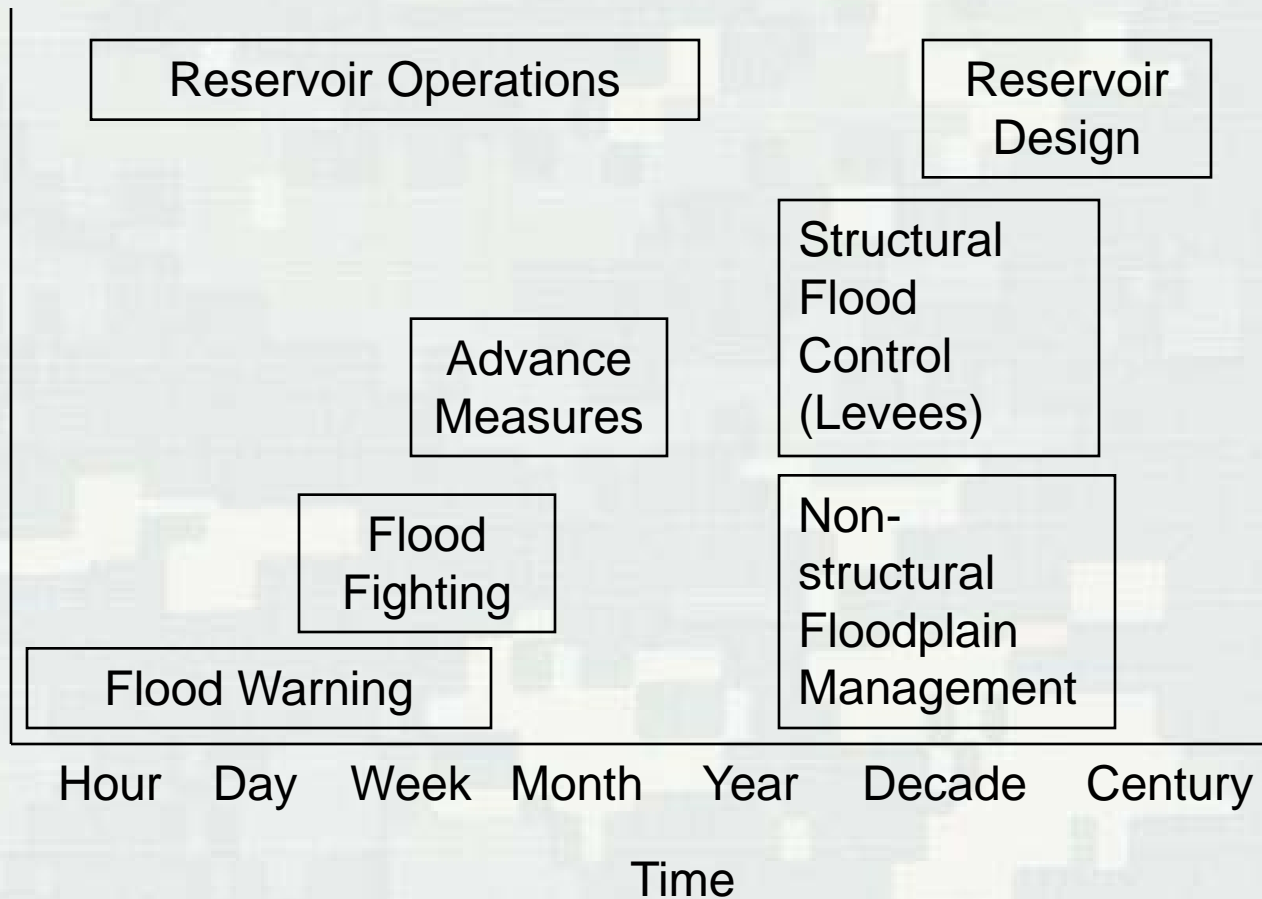 Reservoir Operations
Reservoir
Design
Structural
Flood
Control
(Levees)
Advance
Measures
Non-
structural
Floodplain
Management
Flood
Fighting
Flood Warning
Hour Day Week Month Year Decade Century
Time